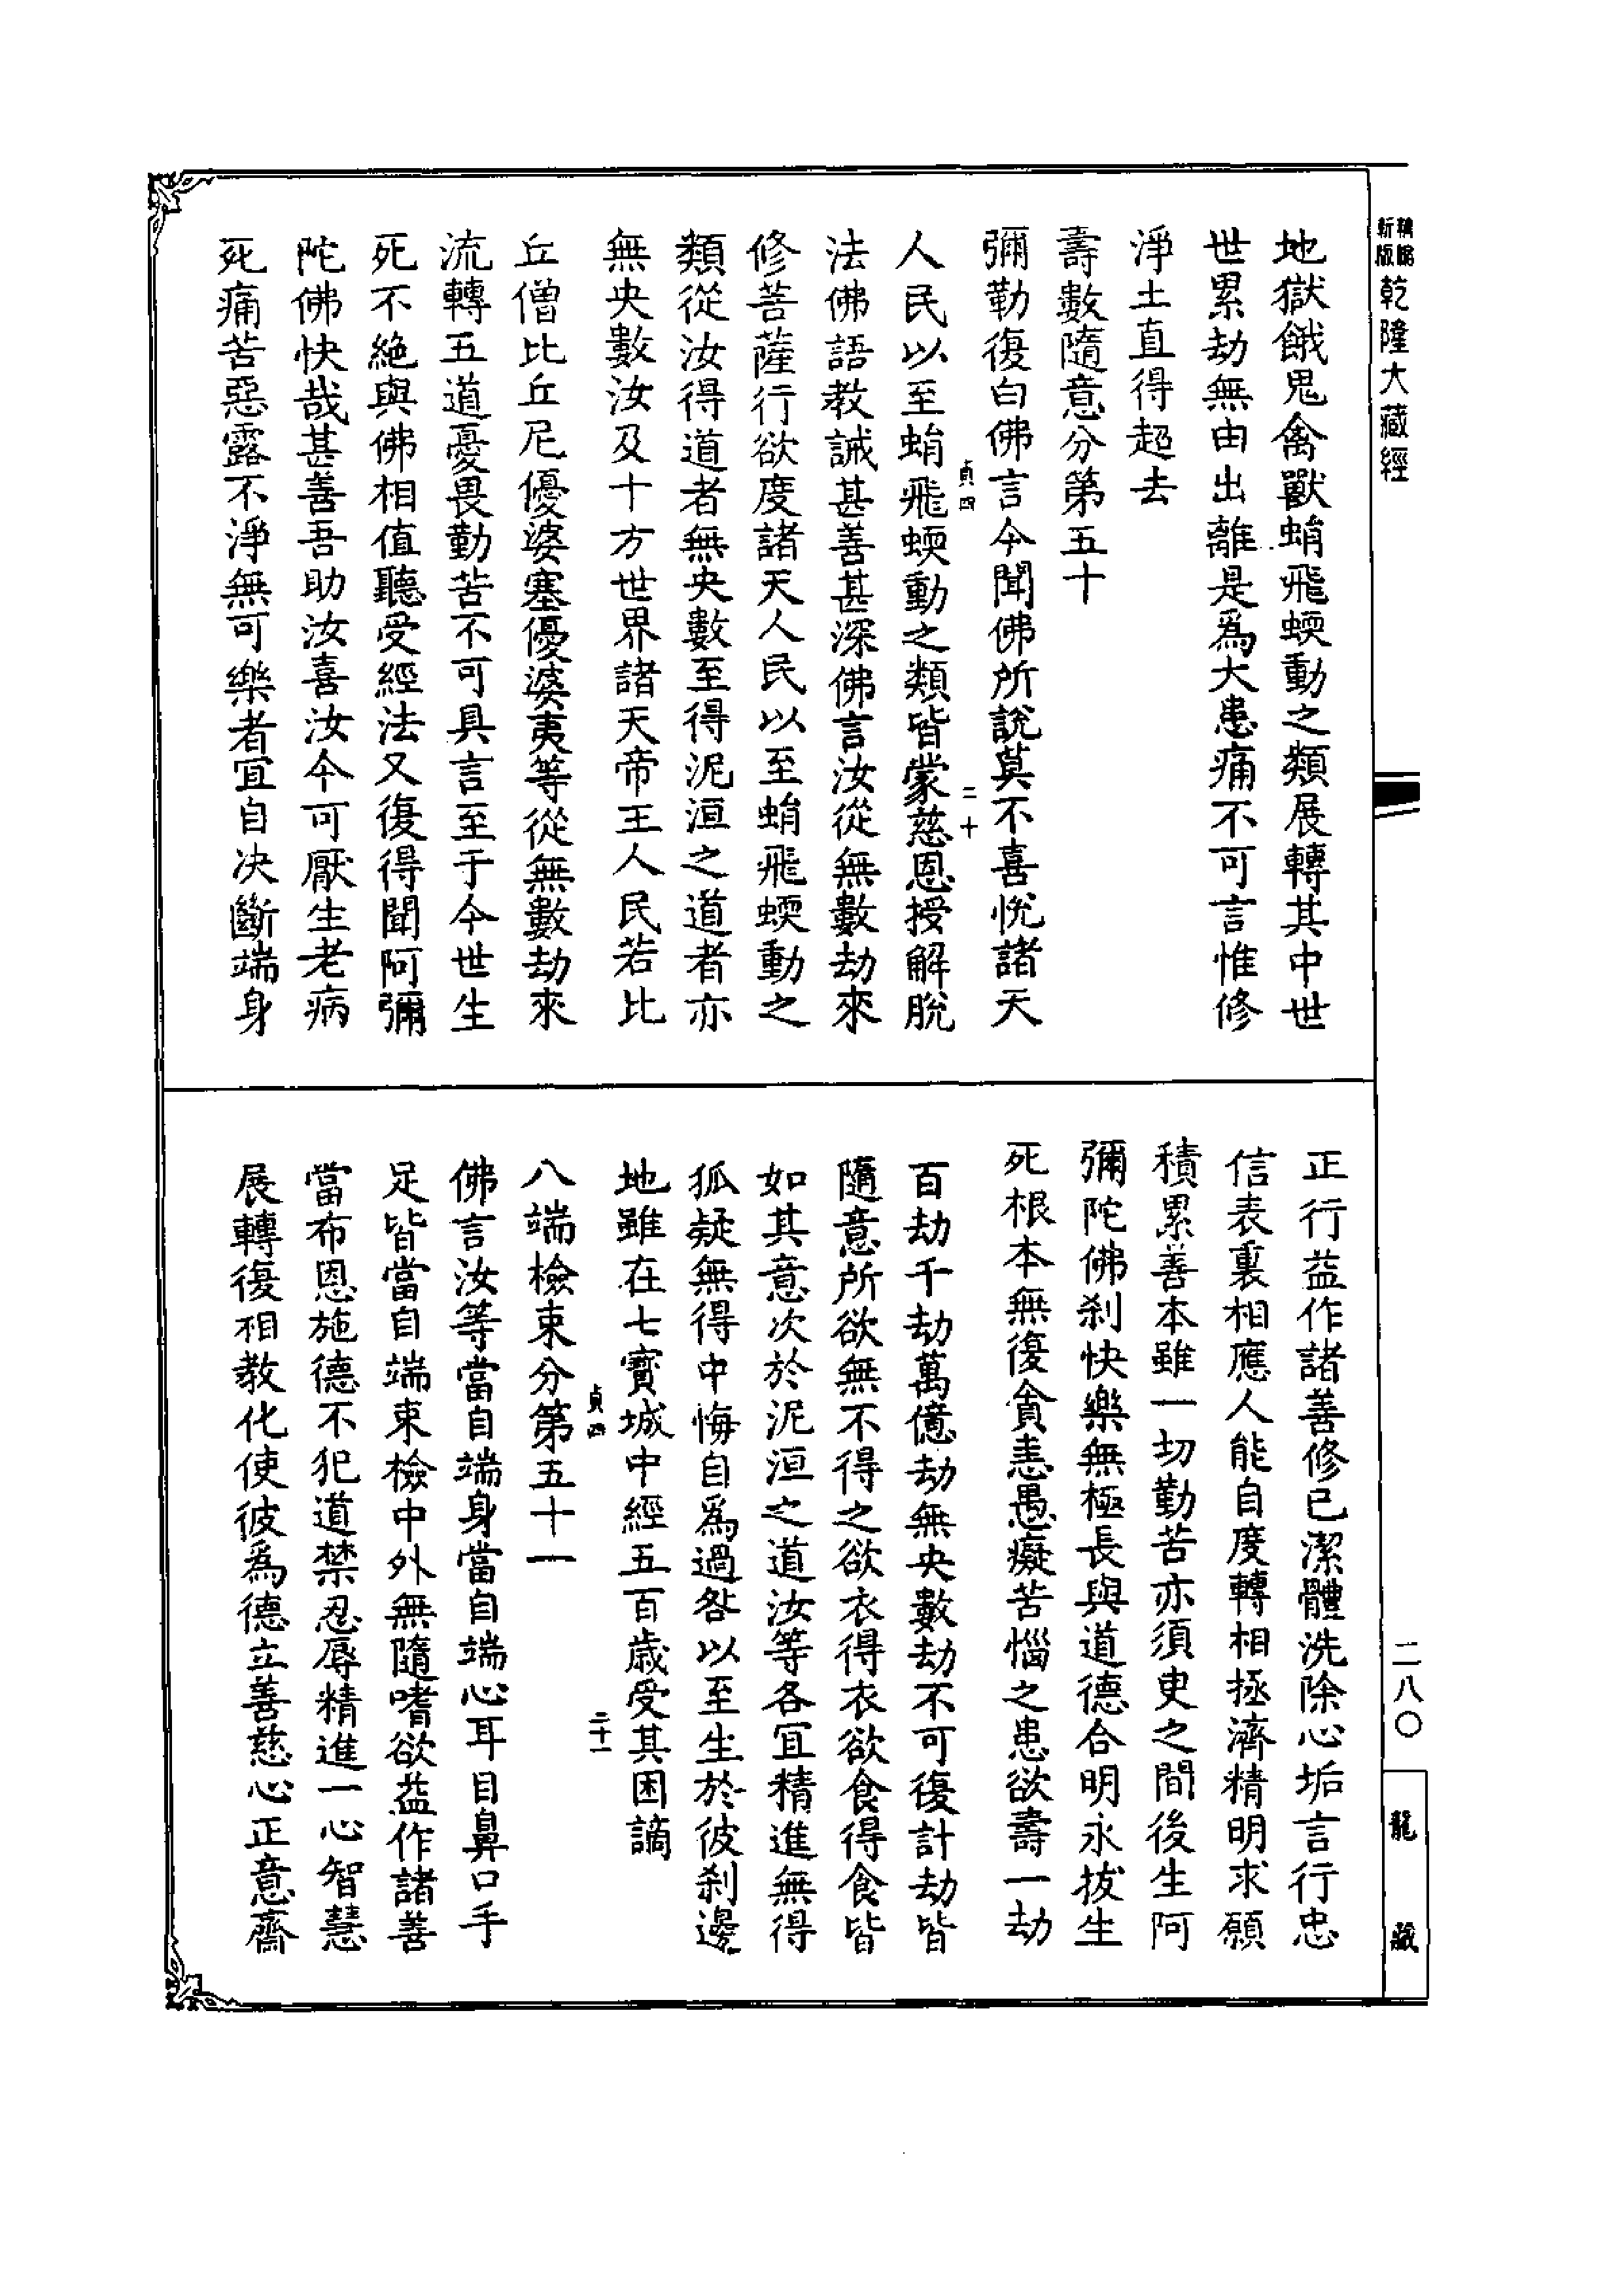 新版精縮乾隆大藏經
地獄餓鬼禽獸蜎飛蝡動之類展轉其中世
世累劫無由出離是爲大患痛不可言惟修
淨土直得超去
壽數隨意分第五十
彌勒復白佛言今聞佛所說莫不喜悅諸天
貞四
二十
人民以至蜎飛蝡動之類皆蒙慈恩授解脫
法佛語教誡甚善甚深佛言汝從無數劫來
修菩薩行欲度諸天人民以至蜎飛蝡動之
類從汝得道者無央數至得泥洹之道者亦
無央數汝及十方世界諸天帝王人民若比
丘僧比丘尼優婆塞優婆夷等從無數劫來
流轉五道憂畏勤苦不可具言至于今世生
死不絶與佛相值聽受經法又復得聞阿彌
陀佛快哉甚善吾助汝喜汝今可厭生老病
死痛苦惡露不淨無可樂者宜自决斷端身
正行益作諸善修已潔體洗除心垢言行忠
信表裏相應人能自度轉相拯濟精明求願
積累善本雖一切勤苦亦須㬰之間後生阿
彌陀佛刹快樂無極長與道德合明永拔生
死根本無復貪恚愚癡苦惱之患欲壽一劫
百劫千劫萬億劫無央數劫不可復計劫皆
隨意所欲無不得之欲衣得衣欲食得食皆
如其意次於泥洹之道汝等各宜精進無得
狐疑無得中悔自爲過咎以至生於彼刹邊
地雖在七寶城中經五百歲受其困謫
貞四
二十一
八端檢束分第五十一
佛言汝等當自端身當自端心耳目鼻口手
足皆當自端束檢中外無隨嗜欲益作諸善
當布恩施德不犯道禁忍辱精進一心智慧
展轉復相教化使彼爲德立善慈心正意齋
二八〇
龍藏